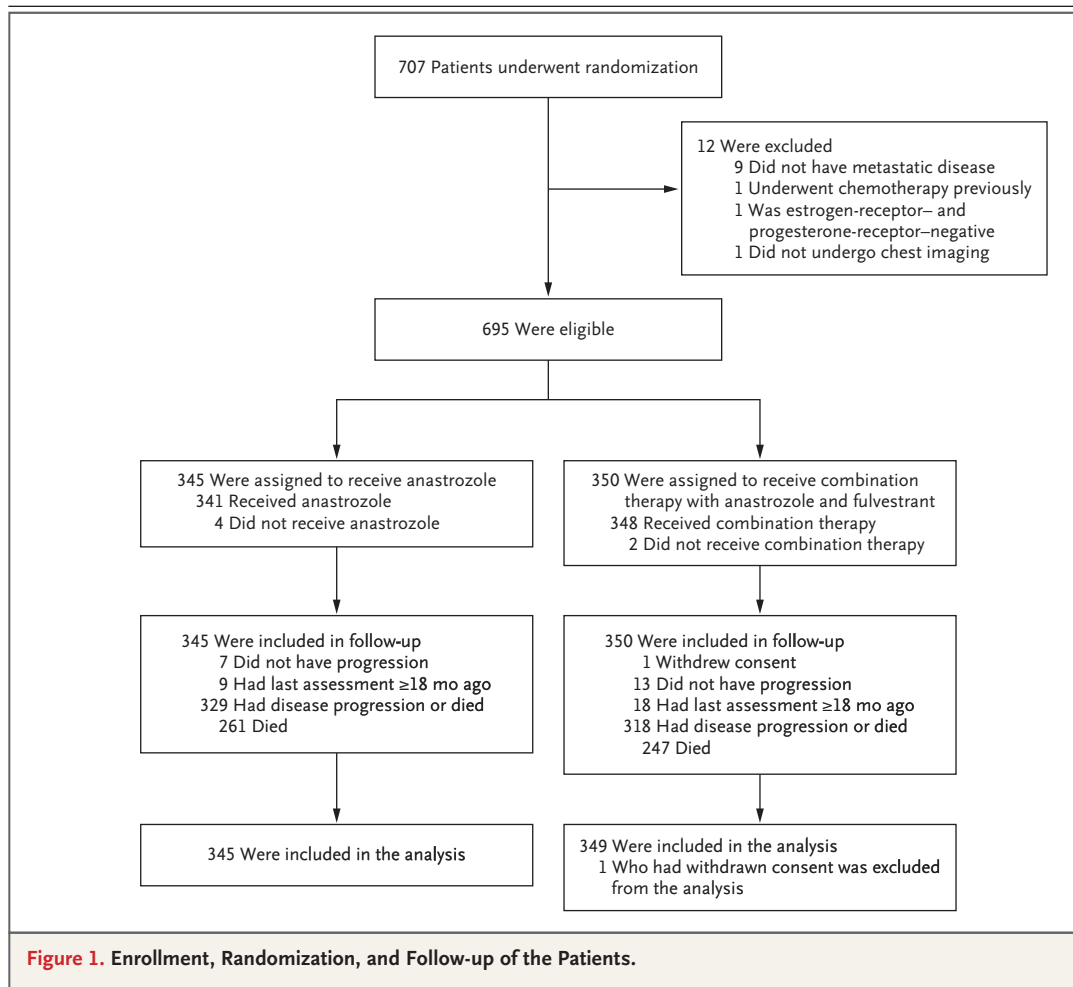 707 Patients underwent randomization
12 Were excluded
9 Did not have metastatic disease
1 Underwent chemotherapy previously
1 Was estrogen-receptor– and
progesterone-receptor–negative
1 Did not undergo chest imaging
695 Were eligible
345 Were assigned to receive anastrozole
341 Received anastrozole
4 Did not receive anastrozole
350 Were assigned to receive combination
therapy with anastrozole and fulvestrant
348 Received combination therapy
2 Did not receive combination therapy
345 Were included in follow-up
7 Did not have progression
9 Had last assessment ≥18 mo ago
329 Had disease progression or died
261 Died
350 Were included in follow-up
1 Withdrew consent
13 Did not have progression
18 Had last assessment ≥18 mo ago
318 Had disease progression or died
247 Died
345 Were included in the analysis
349 Were included in the analysis
1 Who had withdrawn consent was excluded
from the analysis
Figure 1. Enrollment, Randomization, and Follow-up of the Patients.